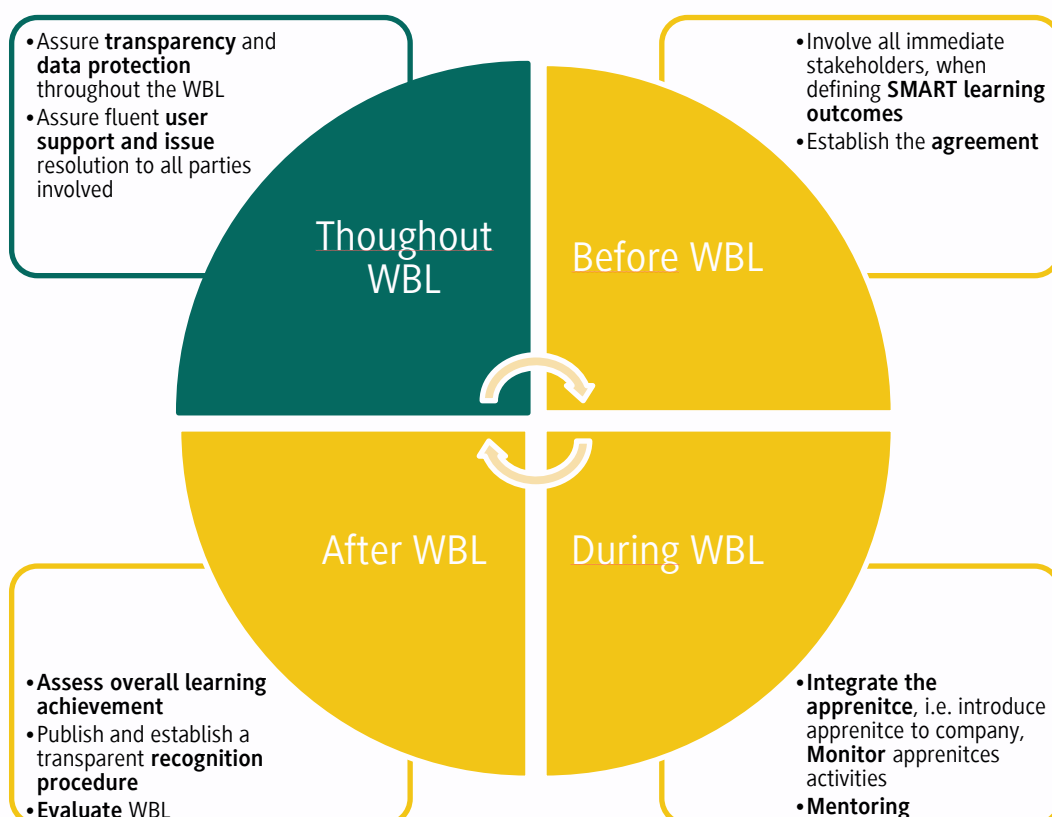 •Assure transparency and
data protection
throughout the WBL
•Assure fluent user
support and issue
resolution to all parties
involved
•Involve all immediate
stakeholders, when
defining SMART learning
outcomes
•Establish the agreement
Thoughout
WBL
Before WBL
After WBL
During WBL
•Assess overall learning
achievement
•Publish and establish a
transparent recognition
procedure
•Evaluate WBL
•Integrate the
apprenitce, i.e. introduce
apprenitce to company,
Monitor apprenitces
activities
•Mentoring